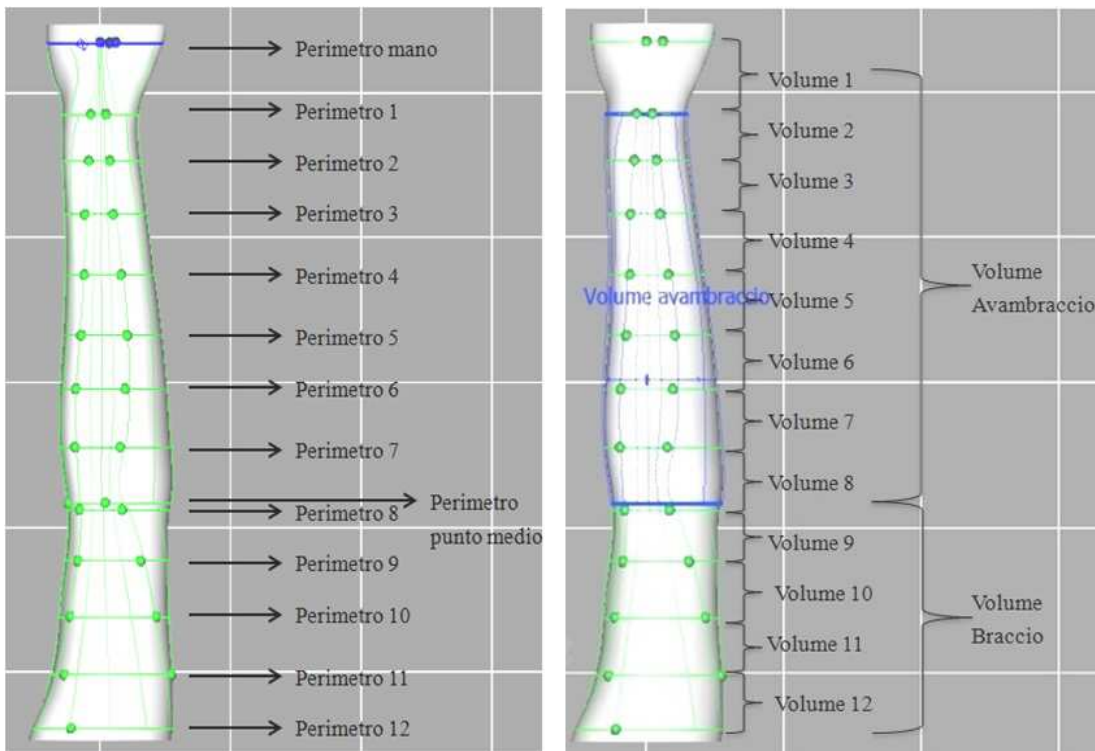 Perimetro mano
Perimetro 1
Perimetro 2
Perimetro 3
Perimetro 4
Perimetro 5
Perimetro 6
Perimetro 7
Perimetro
punto medio
Perimetro 8
Perimetro 9
Perimetro 10
Perimetro 11
Perimetro 12
Volume 1
Volume 2
Volume 3
Volume 4
Volume avambraccio
Volume 5
Volume 6
Volume 7
Volume 8
Volume 9
Volume 10
Volume 11
Volume 12
Volume
Avambraccio
Volume
Braccio